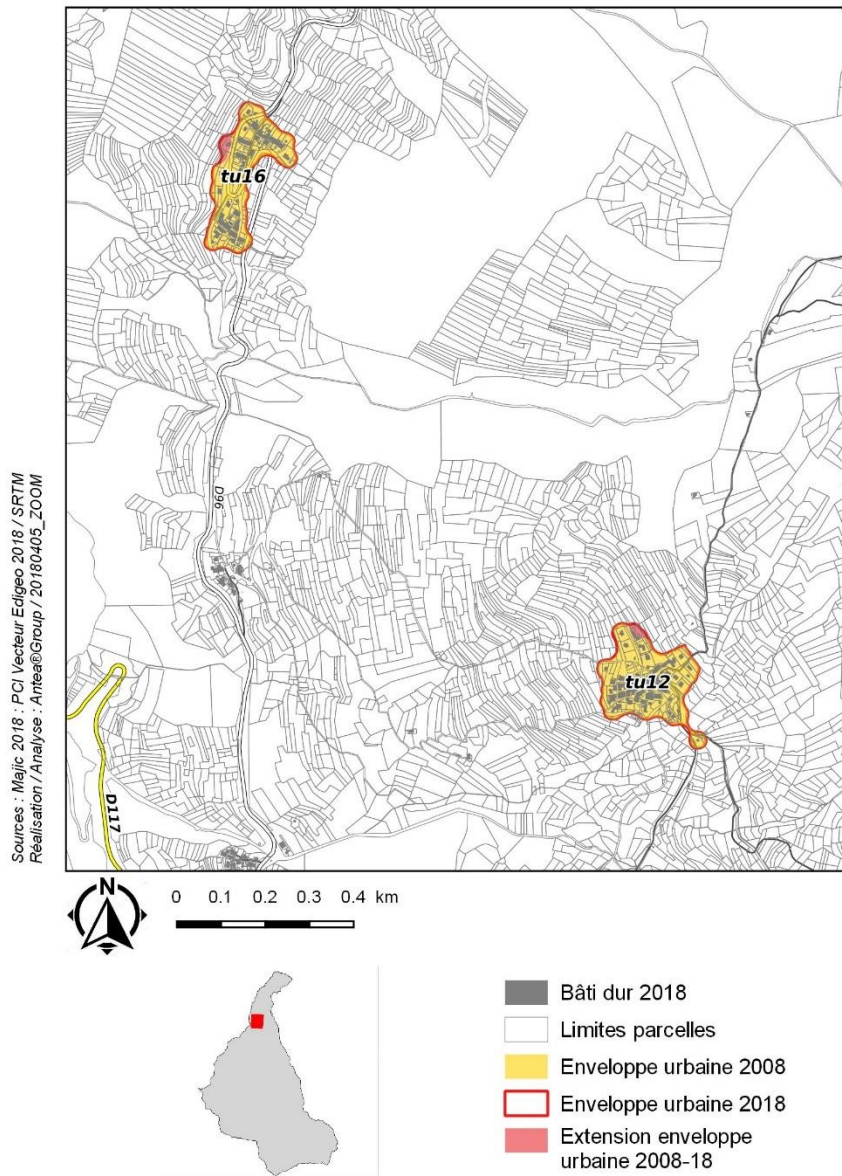 tu16
D96
tu12
D117
Sources : Majic 2018 : PCI Vecteur Edigeo 2018 / SRTM
Réalisation / Analyse : Antea®Group / 20180405_ZOOM
N
0 0.1 0.2 0.3 0.4 km
Bâti dur 2018
Limites parcelles
Enveloppe urbaine 2008
Enveloppe urbaine 2018
Extension enveloppe
urbaine 2008-18